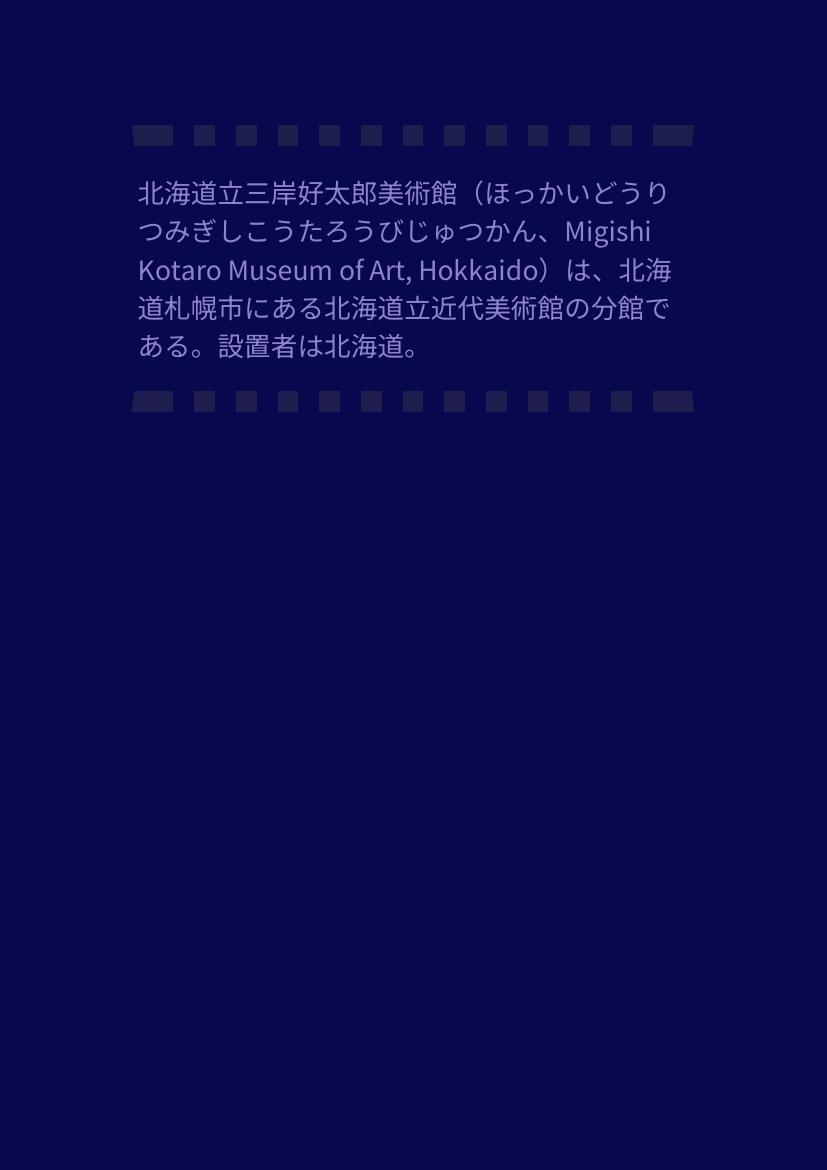 北海道立三岸好太郎美術館（ほっかいどうり
つみぎしこうたろうびじゅつかん、Migishi
Kotaro Museum of Art, Hokkaido）は、北海
道札幌市にある北海道立近代美術館の分館で
ある。設置者は北海道。